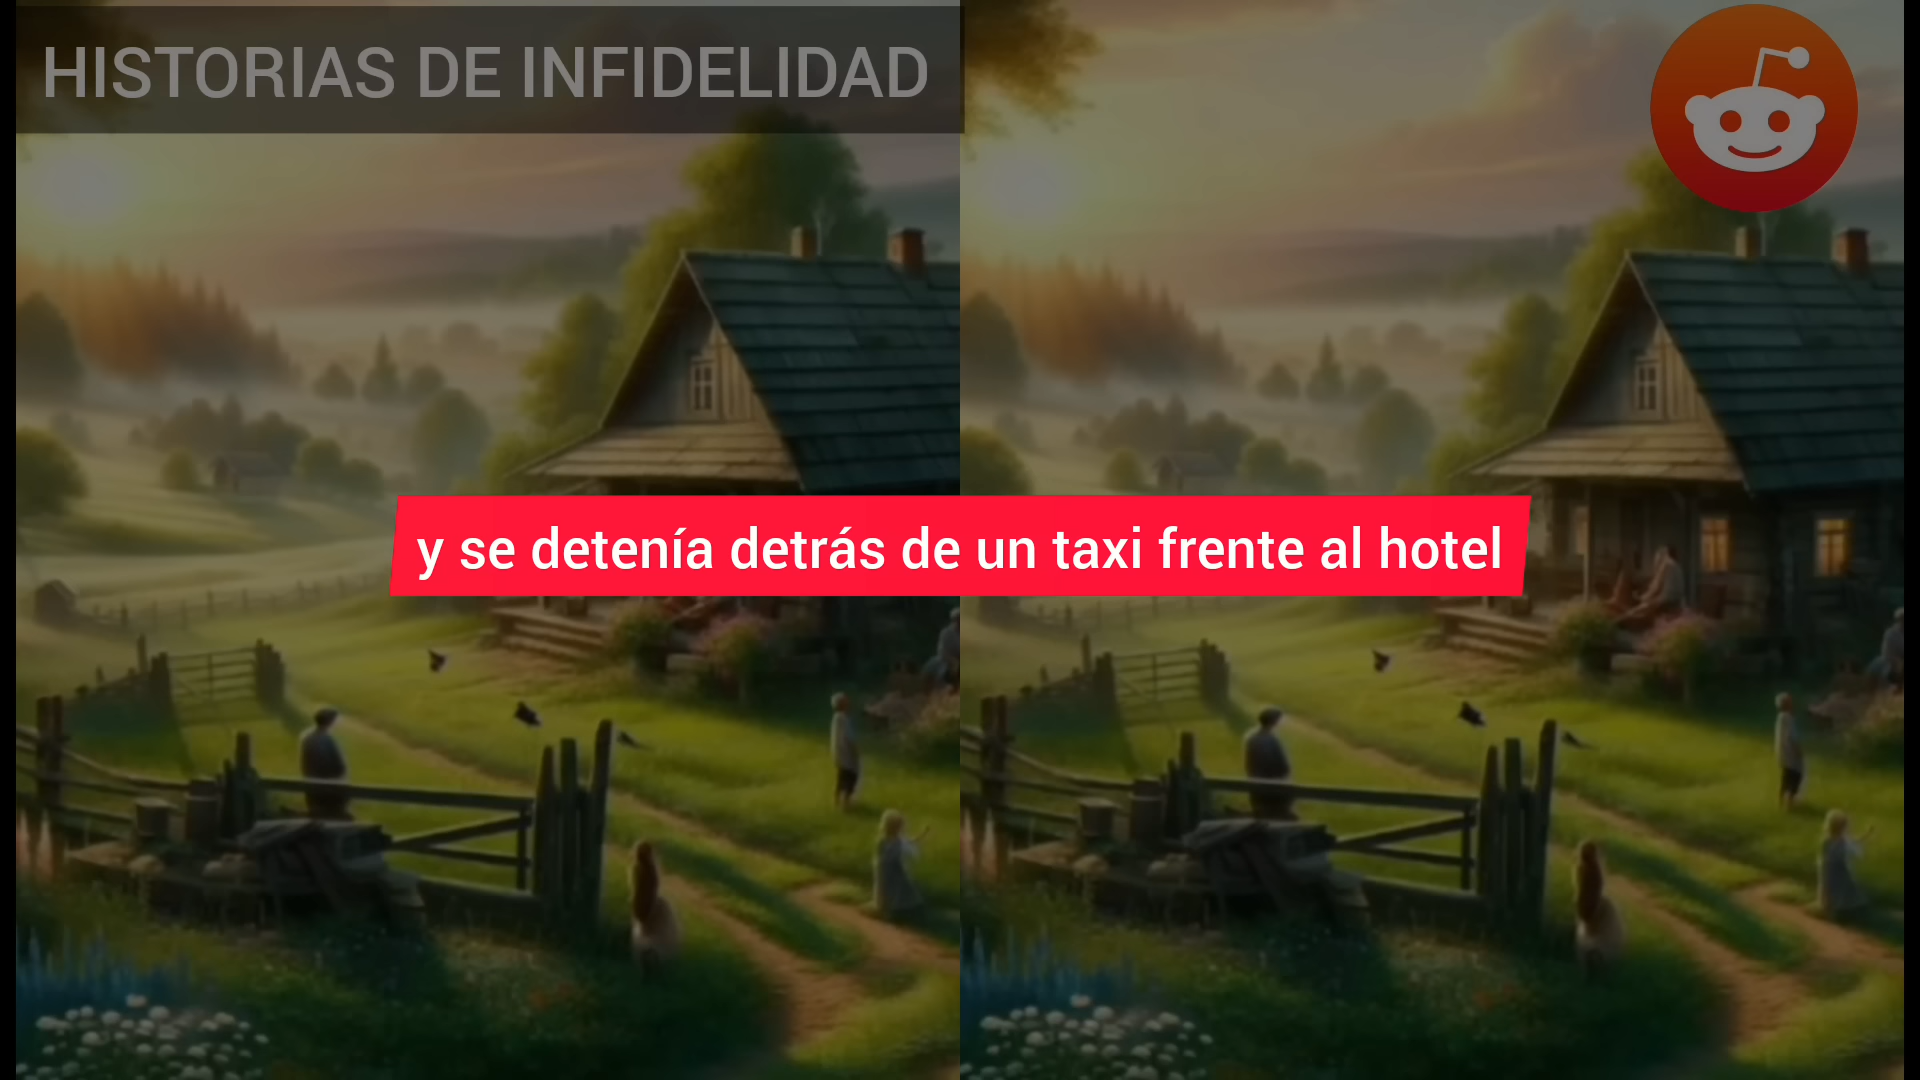 HISTORIAS DE INFIDELIDAD
y se detenía detrás de un taxi frente al hotel